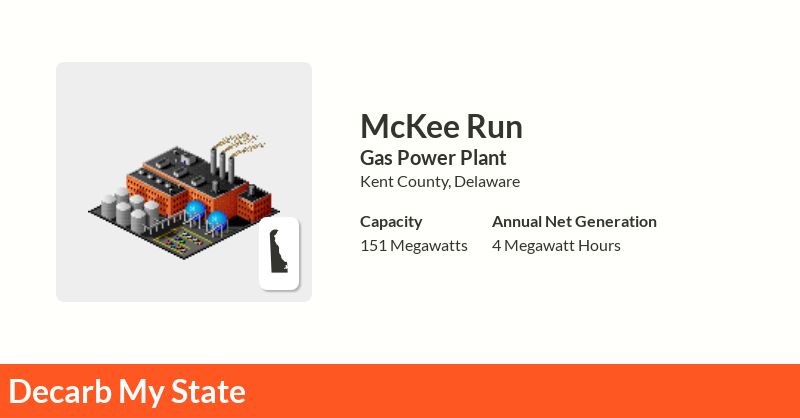 McKee Run
Gas Power Plant
Kent County, Delaware
Capacity
151 Megawatts
Annual Net Generation
4 Megawatt Hours
Decarb My State